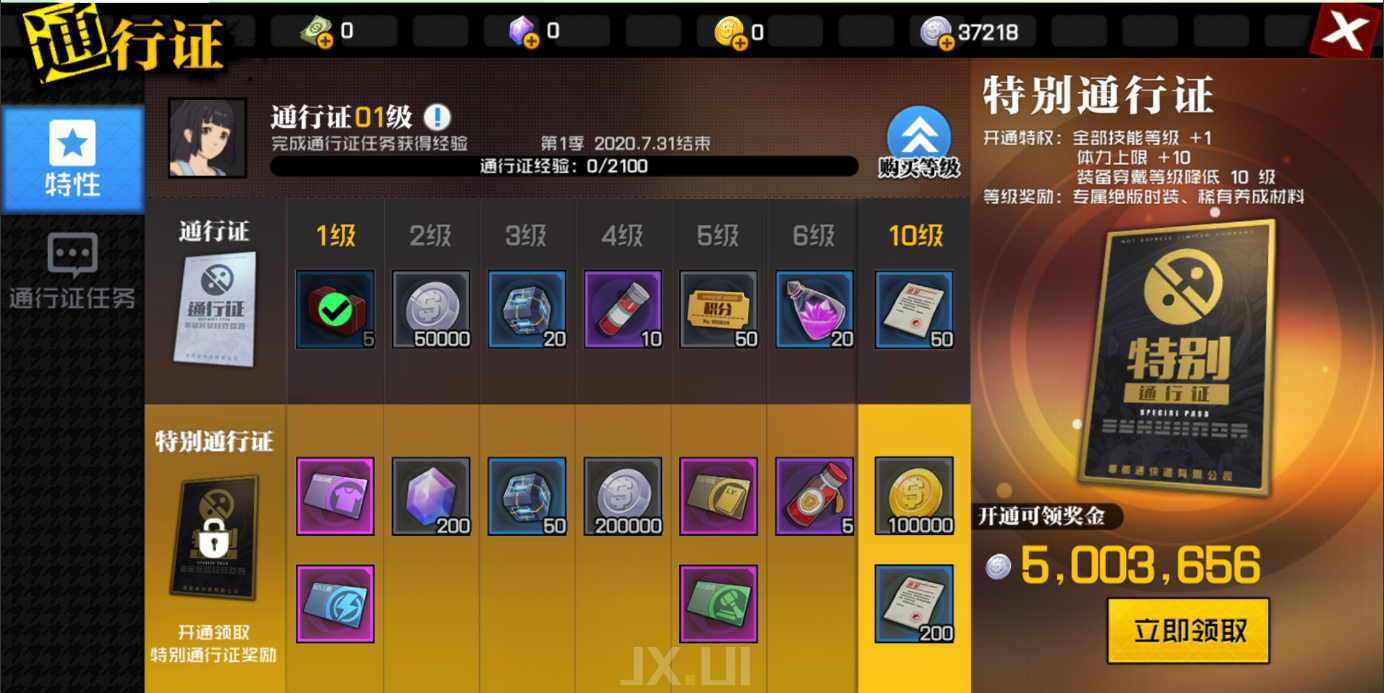 通行证
0
0
0
37218
X
特性
通行证任务
通行证01级
完成通行证任务获得经验
第1季 2020.7.31结束
通行证经验：0/2100
购买等级
通行证
1级
2级
3级
4级
5级
6级
10级
通行证
5
50000
20
10
积分
50
20
50
特别通行证
200
50
200000
LV.
5
100000
200
开通领取
特别通行证奖励
特别通行证
开通特权：全部技能等级 +1
体力上限 +10
装备穿戴等级降低 10 级
等级奖励：专属绝版时装、稀有养成材料
特别
通行证
SPECIAL PASS
开通可领奖金
5,003,656
立即领取
JX.UI